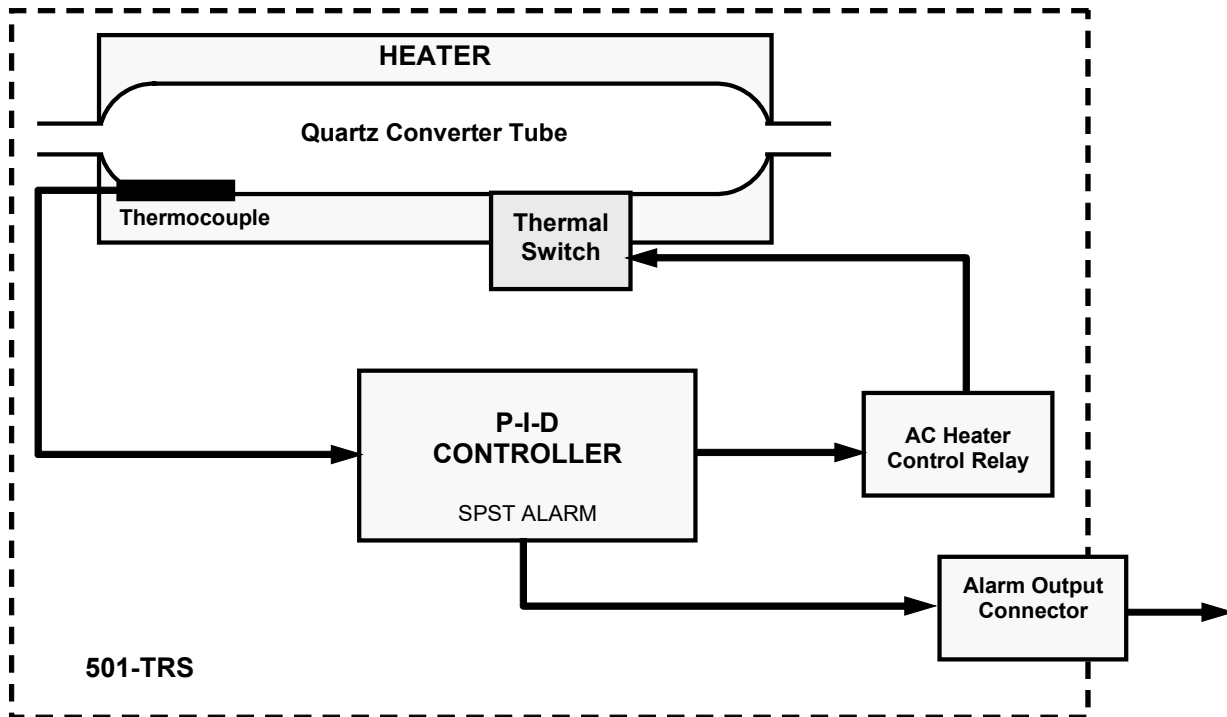 HEATER
Quartz Converter Tube
Thermocouple
Thermal
Switch
P-I-D
CONTROLLER
SPST ALARM
AC Heater
Control Relay
Alarm Output
Connector
501-TRS